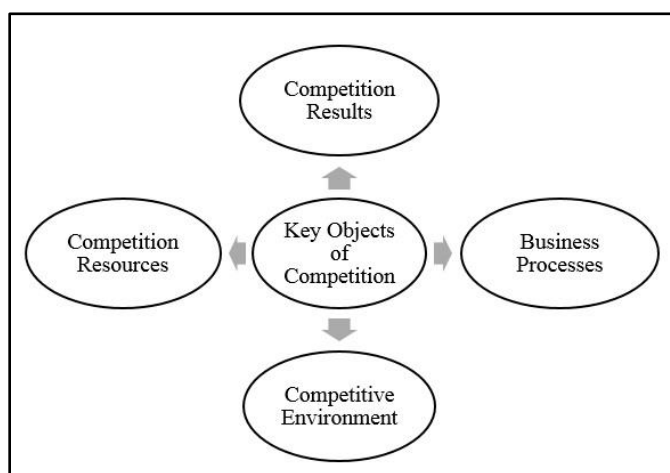 Competition
Results
Competition
Resources
Key Objects
of
Competition
Business
Processes
Competitive
Environment